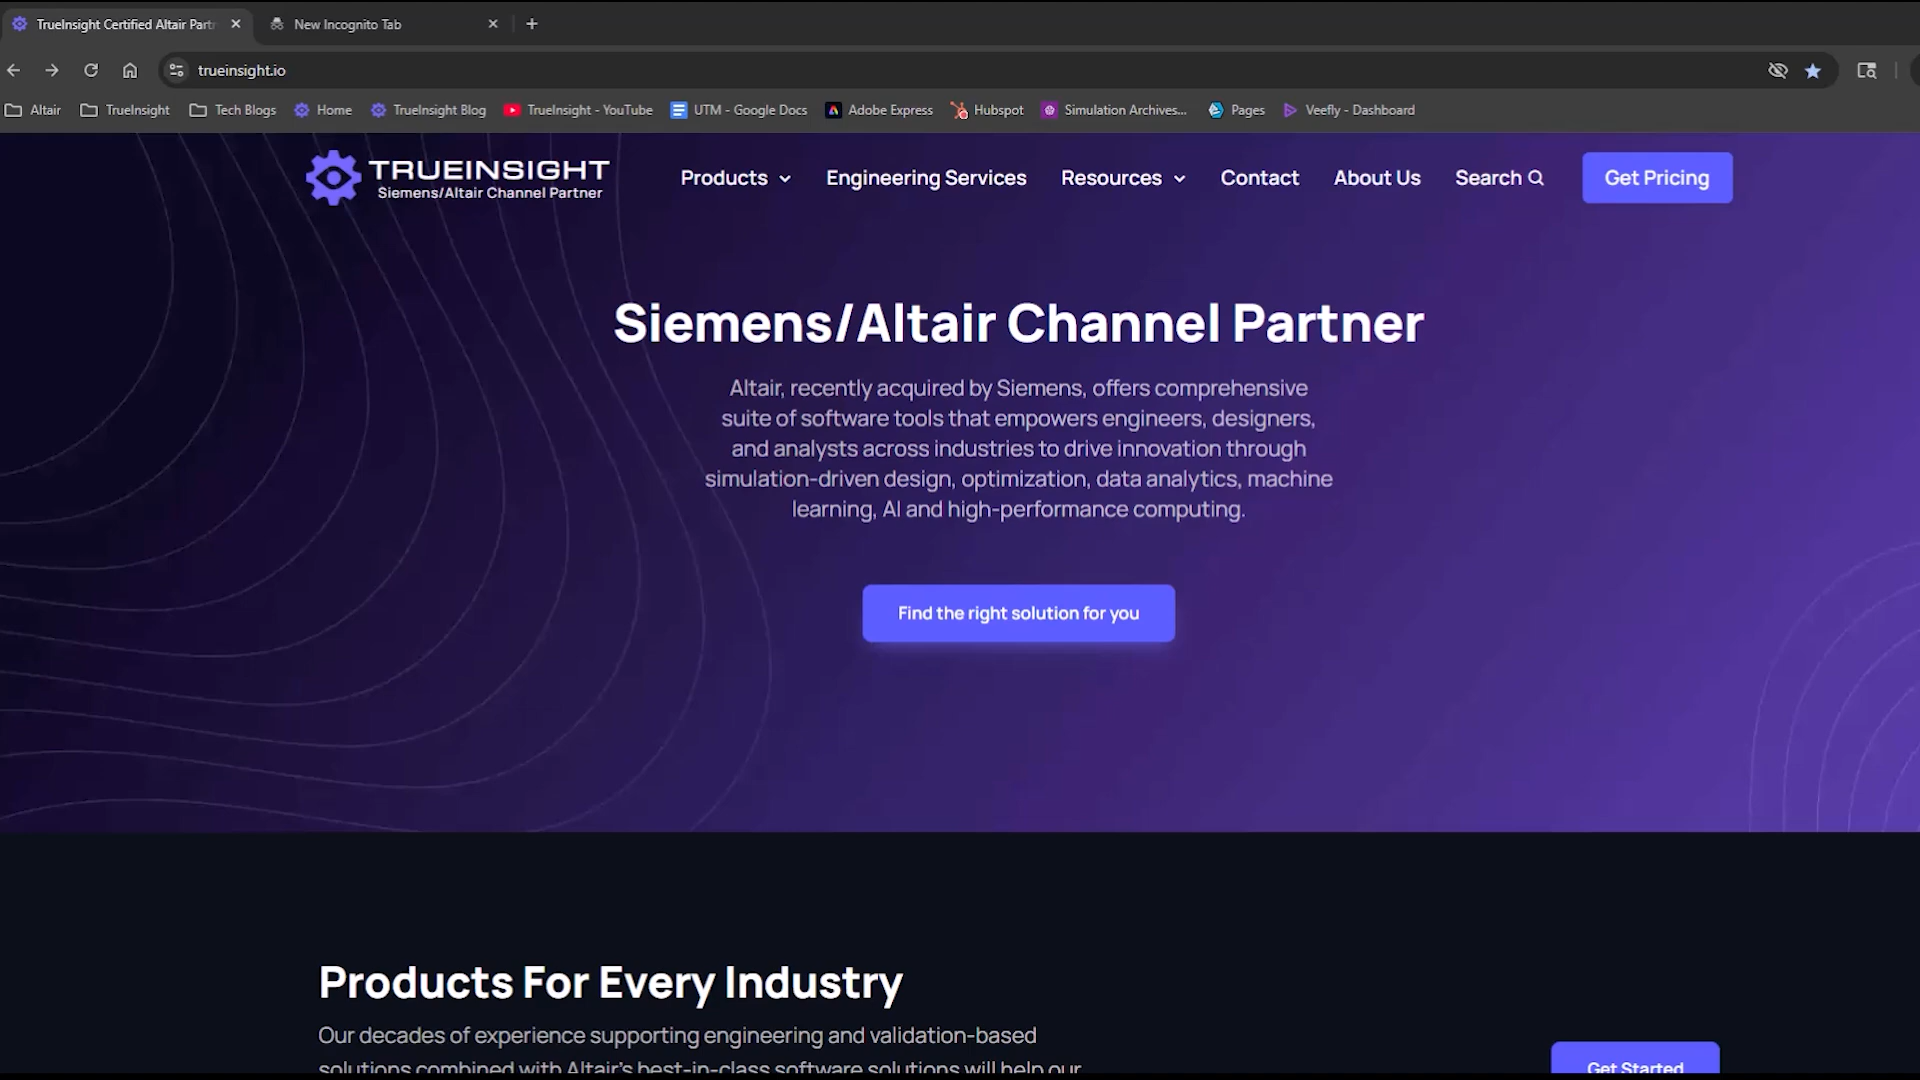 TrueInsight Certified Altair Part
New Incognito Tab
trueinsight.io
Altair
TrueInsight
Tech Blogs
Home
TrueInsight Blog
TrueInsight - YouTube
UTM - Google Docs
Adobe Express
Hubspot
Simulation Archives...
Pages
Veefly - Dashboard
TRUEINSIGHT
Siemens/Altair Channel Partner
Products
Engineering Services
Resources
Contact
About Us
Search
Get Pricing
Siemens/Altair Channel Partner
Altair, recently acquired by Siemens, offers comprehensive
suite of software tools that empowers engineers, designers,
and analysts across industries to drive innovation through
simulation-driven design, optimization, data analytics, machine
learning, AI and high-performance computing.
Find the right solution for you
Products For Every Industry
Our decades of experience supporting engineering and validation-based
solutions combined with Altair's best-in-class software solutions will help our
Get Started